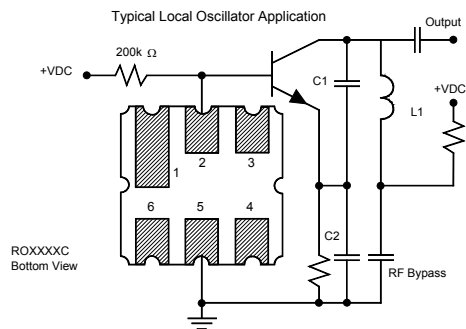 Typical Local Oscillator Application
200k Ω
+VDC
Output
C1
+VDC
L1
1
2
3
6
5
4
C2
ROXXXXC
Bottom View
RF Bypass